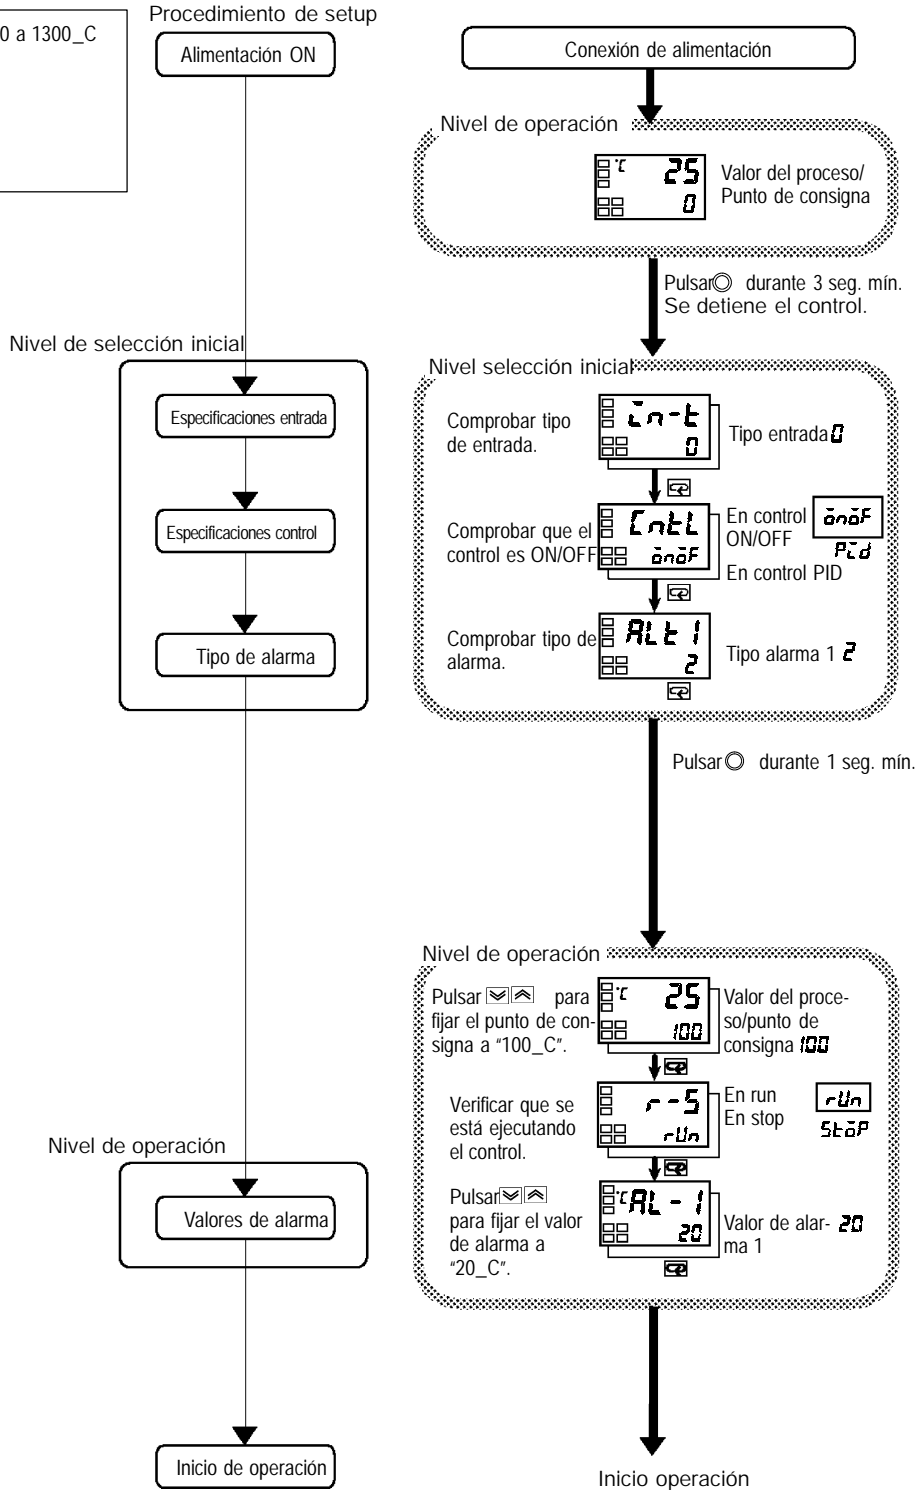 Procedimiento de setup
0 a 1300_C
Alimentación ON
Nivel de selección inicial
Especificaciones entrada
Especificaciones control
Tipo de alarma
Nivel de operación
Valores de alarma
Inicio de operación
Conexión de alimentación
Nivel de operación
°C 25
0
Valor del proceso/
Punto de consigna
Pulsar durante 3 seg. mín.
Se detiene el control.
Nivel selección inicial
Comprobar tipo
de entrada.
in-t
0
Tipo entrada 0
Comprobar que el
control es ON/OFF
Cntl
onoF
En control
ON/OFF
onoF
Pid
En control PID
Comprobar tipo de
alarma.
ALt1
2
Tipo alarma 1 2
Pulsar durante 1 seg. mín.
Nivel de operación
Pulsar para
fijar el punto de con-
signa a "100_C".
°C 25
100
Valor del proce-
so/punto de
consigna 100
Verificar que se
está ejecutando
el control.
r-S
rUn
En run
En stop
rUn
StoP
Pulsar
para fijar el valor
de alarma a
"20_C".
°C AL-1
20
Valor de alar-
ma 1
20
Inicio operación